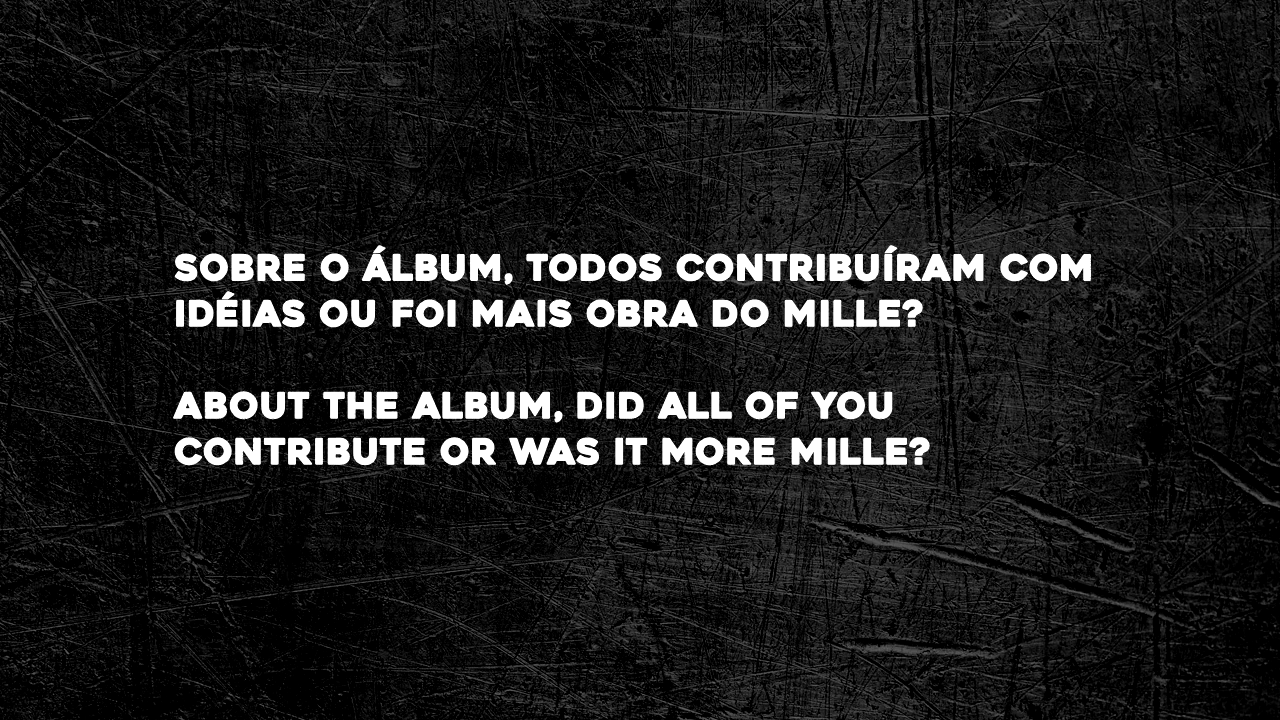 SOBRE O ÁLBUM, TODOS CONTRIBUÍRAM COM
IDÉIAS OU FOI MAIS OBRA DO MILLE?
ABOUT THE ALBUM, DID ALL OF YOU
CONTRIBUTE OR WAS IT MORE MILLE?